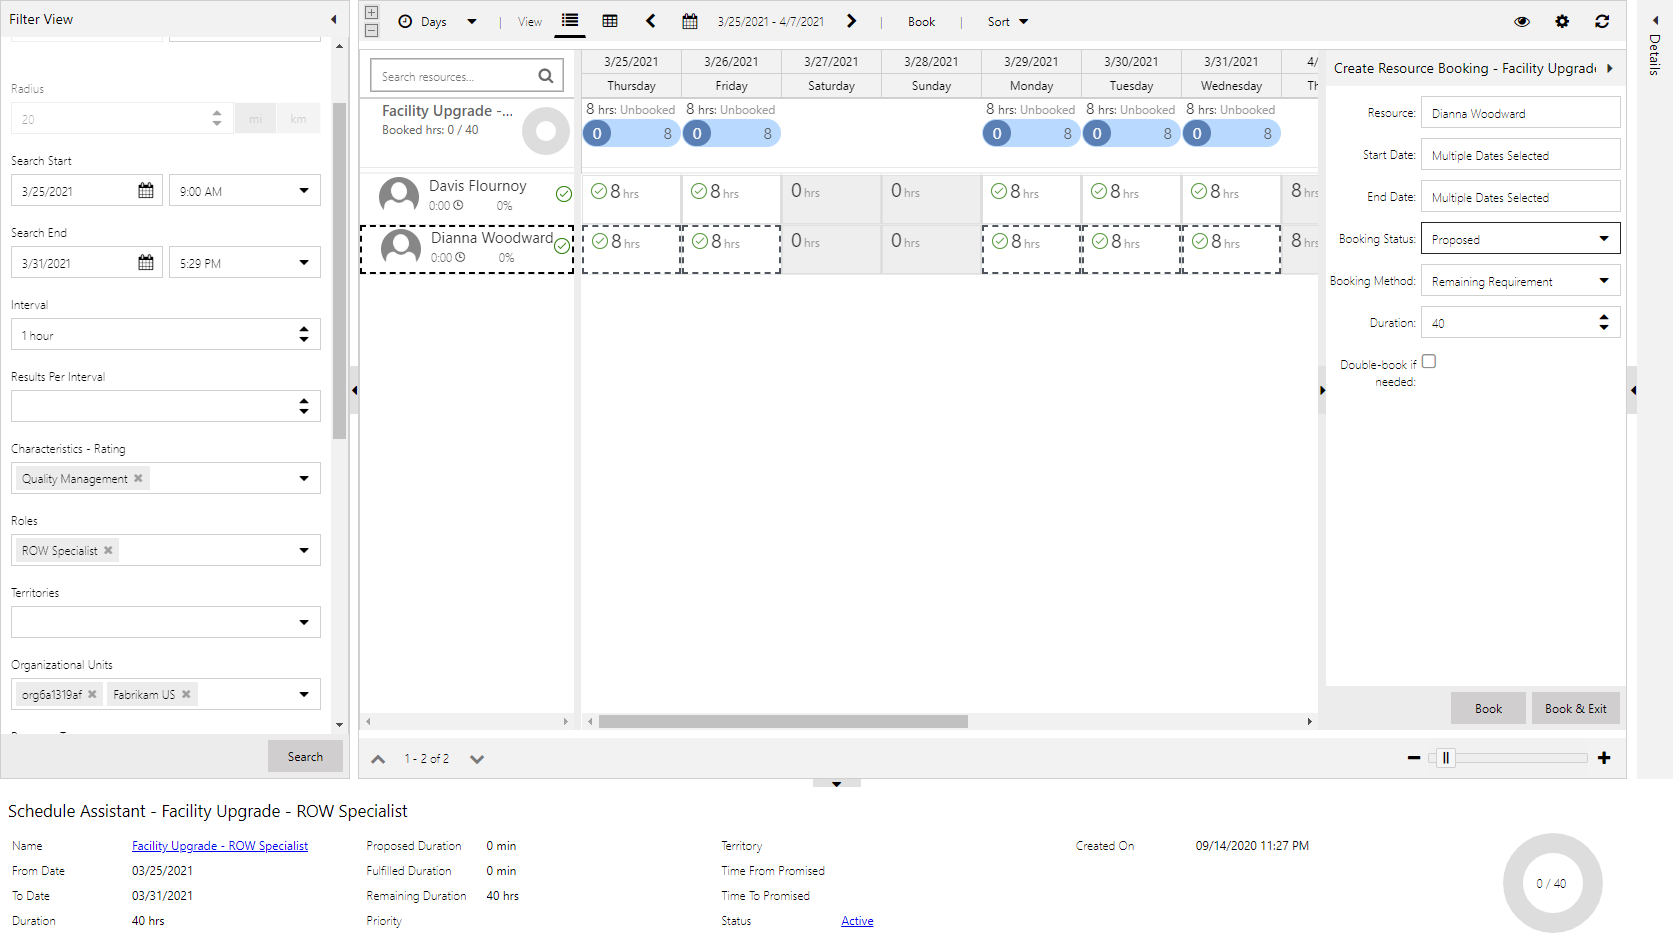 Filter View
Radius
20
mi
km
Search Start
3/25/2021
9:00 AM
Search End
3/31/2021
5:29 PM
Interval
1 hour
Results Per Interval
Characteristics - Rating
Quality Management
Roles
ROW Specialist
Territories
Organizational Units
org6a1319af
Fabrikam US
Search
Days
View
3/25/2021 - 4/7/2021
Book
Sort
Search resources...
3/25/2021
3/26/2021
3/27/2021
3/28/2021
3/29/2021
3/30/2021
3/31/2021
4/
Thursday
Friday
Saturday
Sunday
Monday
Tuesday
Wednesday
Th
Facility Upgrade -...
Booked hrs: 0 / 40
8 hrs: Unbooked
8 hrs: Unbooked
8 hrs: Unbooked
8 hrs: Unbooked
8 hrs: Unbooked
0 8
0 8
0 8
0 8
0 8
Davis Flournoy
0:00
0%
8 hrs
8 hrs
0 hrs
0 hrs
8 hrs
8 hrs
8 hrs
8 hrs
Dianna Woodward
0:00
0%
8 hrs
8 hrs
0 hrs
0 hrs
8 hrs
8 hrs
8 hrs
8 hrs
1 - 2 of 2
Create Resource Booking - Facility Upgrade
Resource: Dianna Woodward
Start Date: Multiple Dates Selected
End Date: Multiple Dates Selected
Booking Status: Proposed
Booking Method: Remaining Requirement
Duration: 40
Double-book if
needed:
Book
Book & Exit
Details
Schedule Assistant - Facility Upgrade - ROW Specialist
Name Facility Upgrade - ROW Specialist
From Date 03/25/2021
To Date 03/31/2021
Duration 40 hrs
Proposed Duration 0 min
Fulfilled Duration 0 min
Remaining Duration 40 hrs
Priority
Territory
Time From Promised
Time To Promised
Status Active
Created On 09/14/2020 11:27 PM
0 / 40